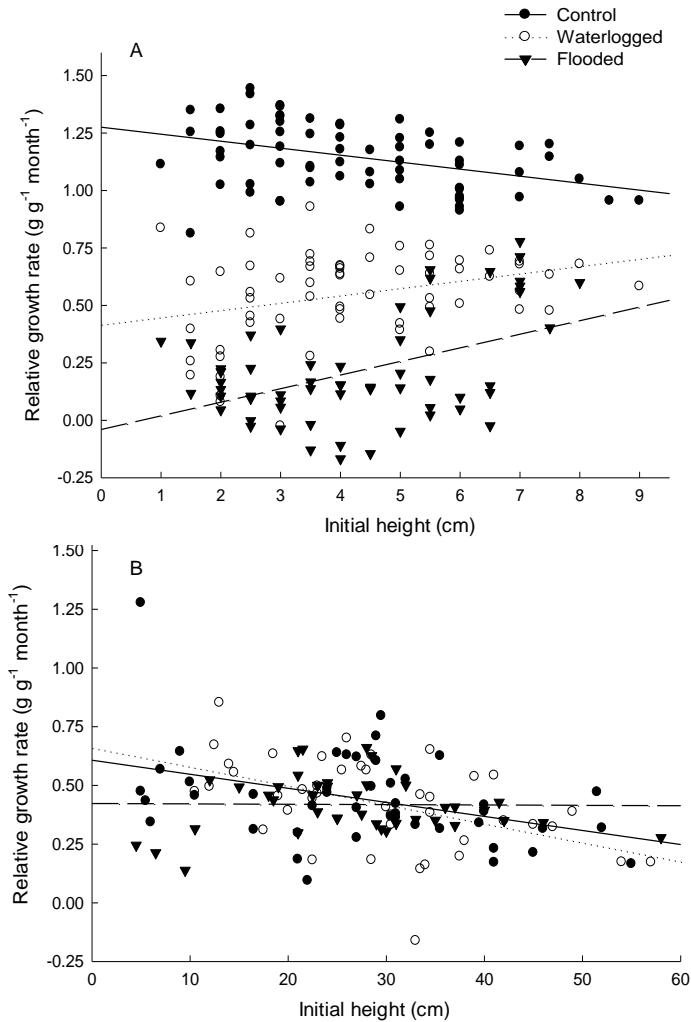 Control
Waterlogged
Flooded
A
1.50
1.25
1.00
0.75
0.50
0.25
0.00
-0.25
Relative growth rate (g g⁻¹ month⁻¹)
0 1 2 3 4 5 6 7 8 9
Initial height (cm)
B
1.50
1.25
1.00
0.75
0.50
0.25
0.00
-0.25
Relative growth rate (g g⁻¹ month⁻¹)
0 10 20 30 40 50 60
Initial height (cm)